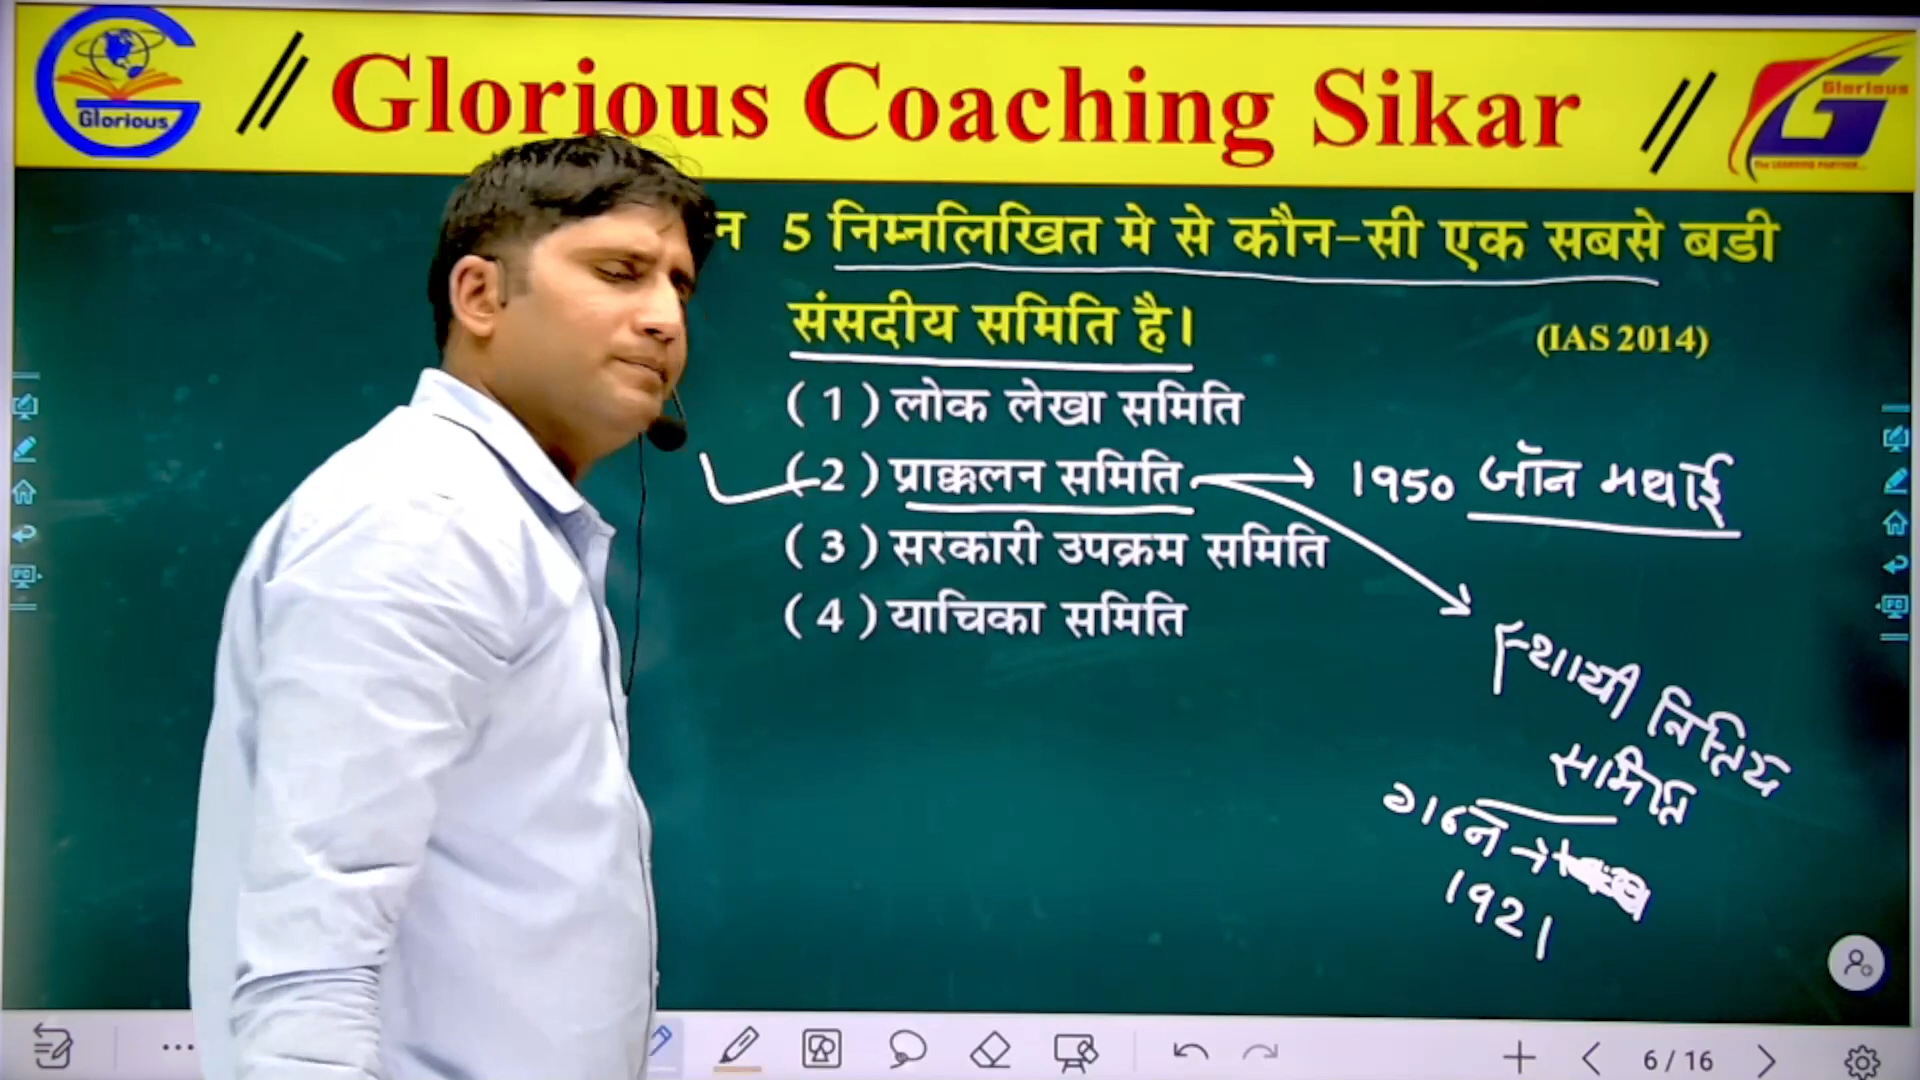 Glorious
// Glorious Coaching Sikar //
Glorious
न 5 निम्नलिखित मे से कौन-सी एक सबसे बडी
संसदीय समिति है।
(IAS 2014)
( 1 ) लोक लेखा समिति
( 2 ) प्राक्कलन समिति → 1950 जॉन मथाई
( 3 ) सरकारी उपक्रम समिति
( 4 ) याचिका समिति
स्थायी वित्तिय
समिति
गठन →
1921
6 / 16